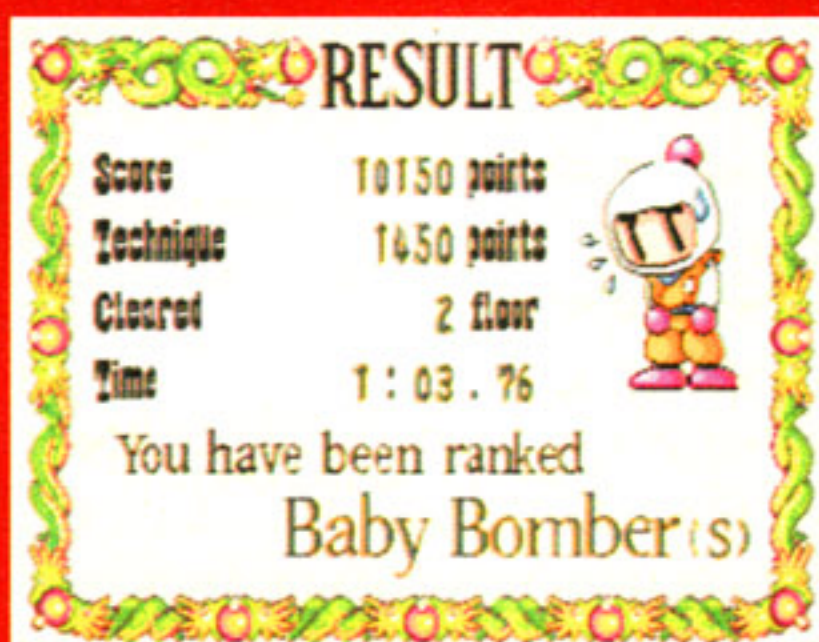 RESULT
Score 10150 points
Technique 1450 points
Cleared 2 floor
Time 1:03.76
You have been ranked
Baby Bomber(s)